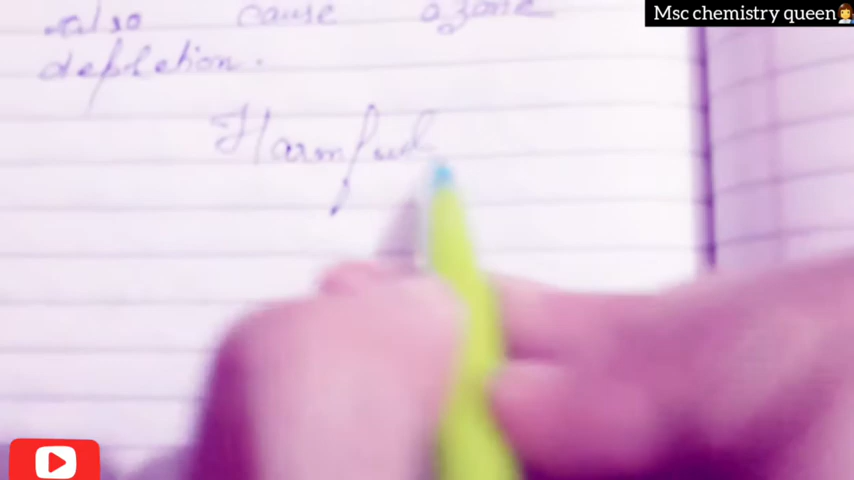 Msc chemistry queen👩‍🔬
also cause ozone
depletion.
Harmful